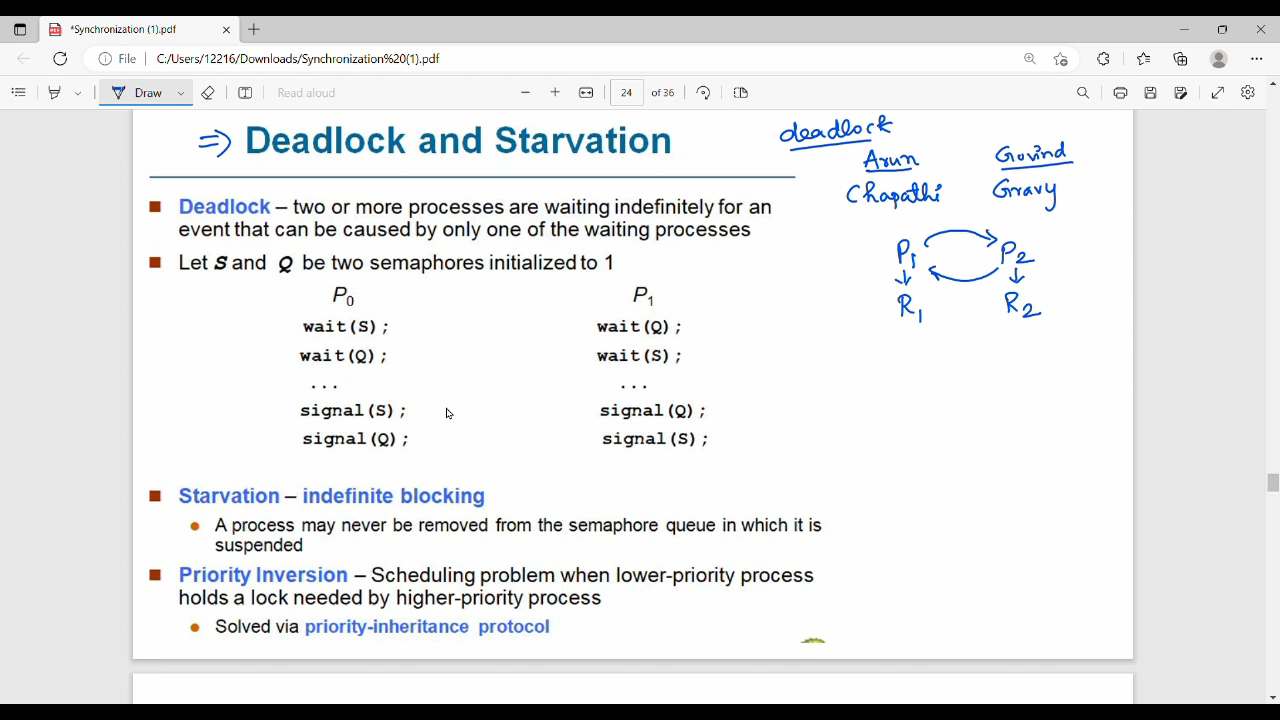 *Synchronization (1).pdf
File
C:/Users/12216/Downloads/Synchronization%20(1).pdf
Draw
Read aloud
24 of 36
⇒ Deadlock and Starvation
deadlock
Arun Govind
Chapathi Gravy
P1 P2
R1 R2
■ Deadlock – two or more processes are waiting indefinitely for an
event that can be caused by only one of the waiting processes
■ Let S and Q be two semaphores initialized to 1
P0 P1
wait(S); wait(Q);
wait(Q); wait(S);
... ...
signal(S); signal(Q);
signal(Q); signal(S);
■ Starvation – indefinite blocking
● A process may never be removed from the semaphore queue in which it is
suspended
■ Priority Inversion – Scheduling problem when lower-priority process
holds a lock needed by higher-priority process
● Solved via priority-inheritance protocol